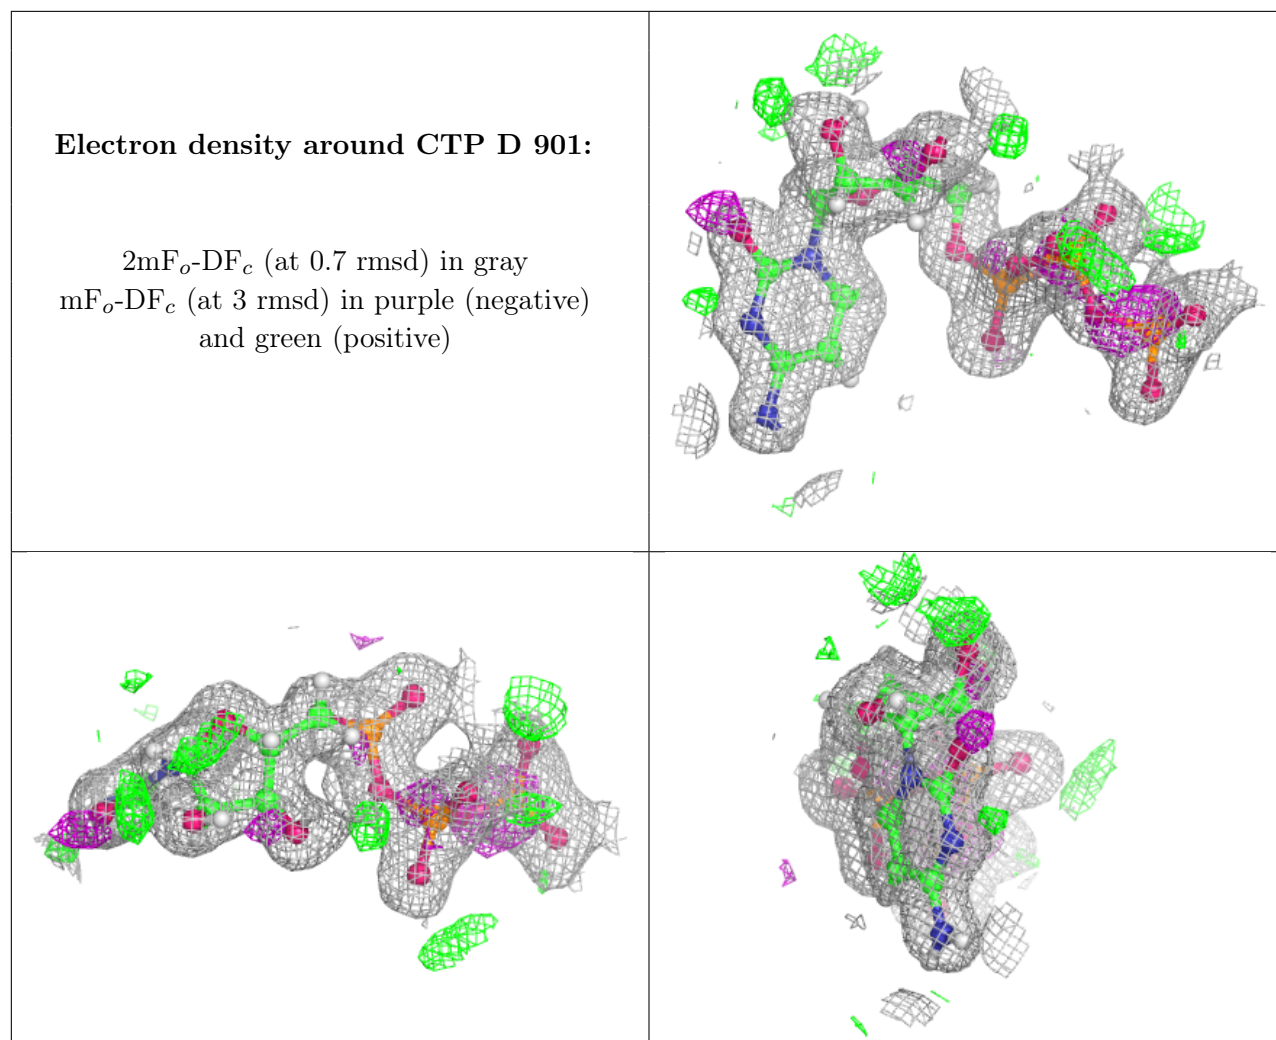 Electron density around CTP D 901:
2mFo-DFc (at 0.7 rmsd) in gray
mFo-DFc (at 3 rmsd) in purple (negative)
and green (positive)